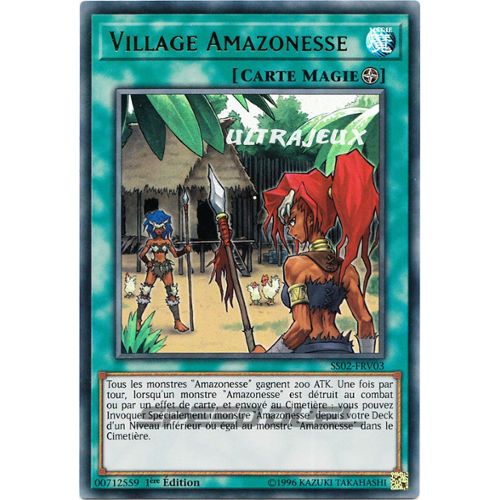 VILLAGE AMAZONESSE
MAGIE
[CARTE MAGIE]
ULTRAJEUX
SS02-FRV03
Tous les monstres "Amazonesse" gagnent 200 ATK. Une fois par
tour, lorsqu'un monstre "Amazonesse" est détruit au combat
ou par un effet de carte, et envoyé au Cimetière : vous pouvez
Invoquer Spécialement 1 monstre "Amazonesse" depuis votre Deck
d'un Niveau inférieur ou égal au monstre "Amazonesse" dans le
Cimetière.
SPEED DUEL
00712559
1ère Édition
©1996 KAZUKI TAKAHASHI